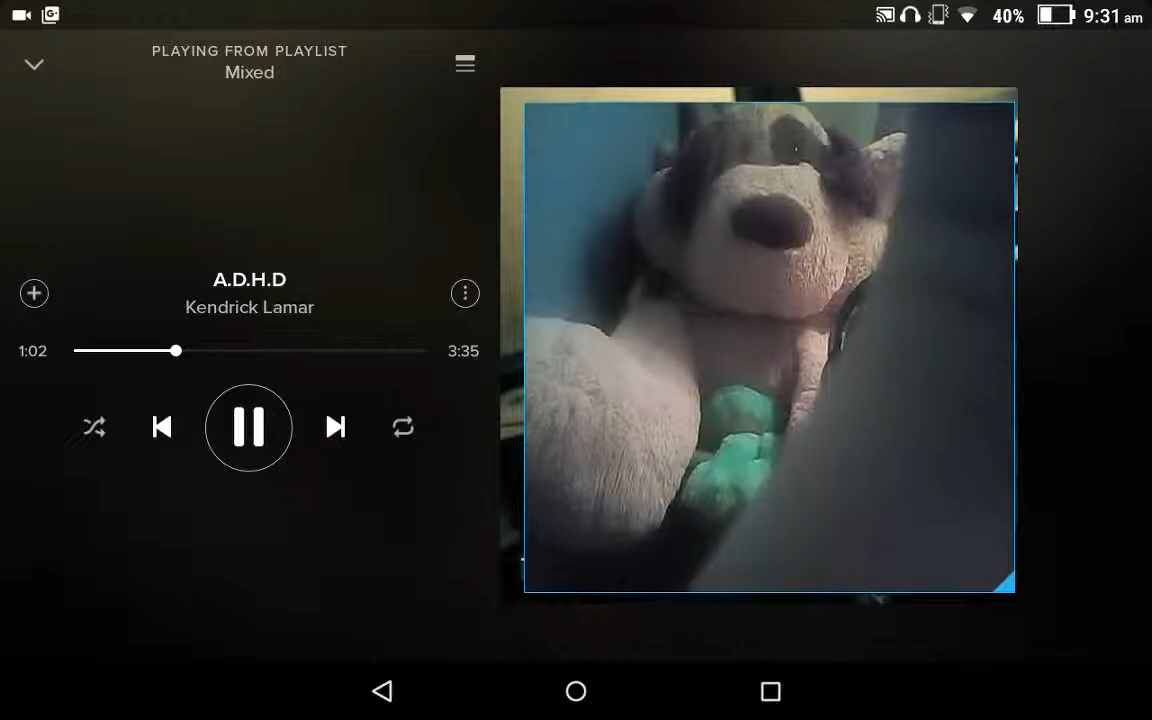 40% 9:31 am
PLAYING FROM PLAYLIST
Mixed
A.D.H.D
Kendrick Lamar
1:02 3:35